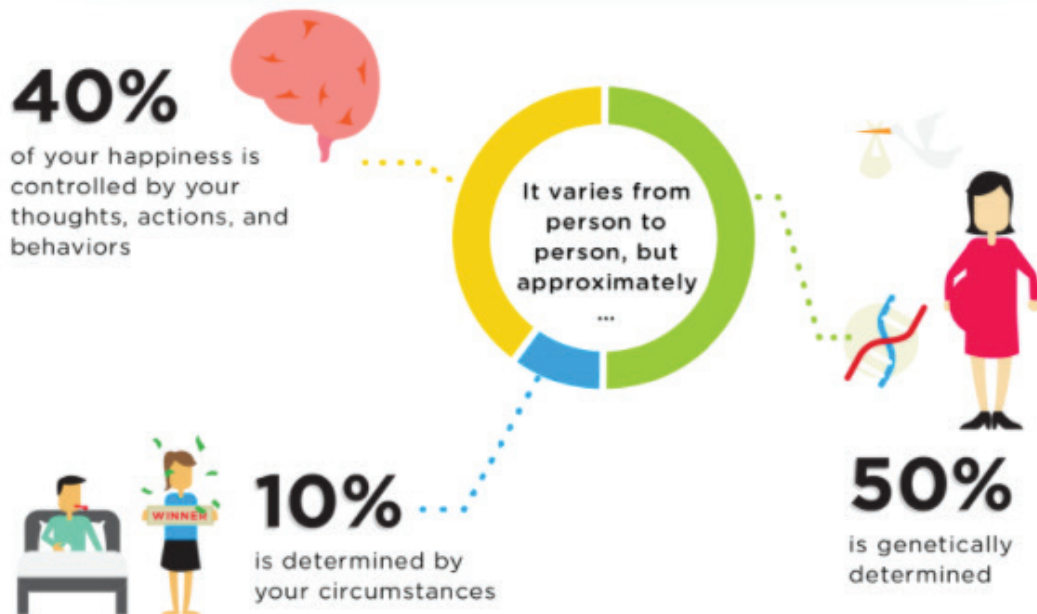 40%
of your happiness is
controlled by your
thoughts, actions, and
behaviors
It varies from
person to
person, but
approximately
...
WINNER
10%
is determined by
your circumstances
50%
is genetically
determined